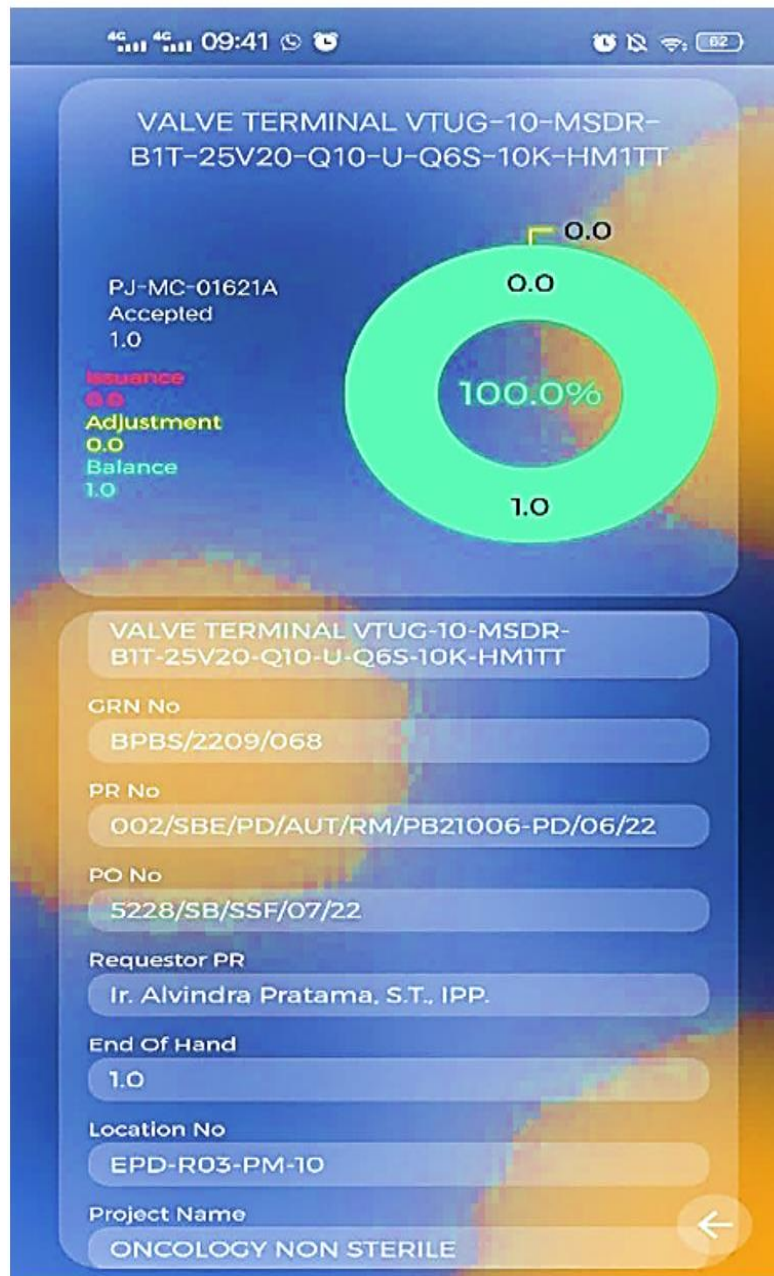 4G 4G 09:41 62
VALVE TERMINAL VTUG-10-MSDR-
B1T-25V20-Q10-U-Q6S-10K-HM1TT
0.0
0.0
PJ-MC-01621A
Accepted
1.0
Issuance
0.0
100.0%
Adjustment
0.0
Balance
1.0
1.0
VALVE TERMINAL VTUG-10-MSDR-
B1T-25V20-Q10-U-Q6S-10K-HM1TT
GRN No
BPBS/2209/068
PR No
002/SBE/PD/AUT/RM/PB21006-PD/06/22
PO No
5228/SB/SSF/07/22
Requestor PR
Ir. Alvindra Pratama, S.T., IPP.
End Of Hand
1.0
Location No
EPD-R03-PM-10
Project Name
ONCOLOGY NON STERILE